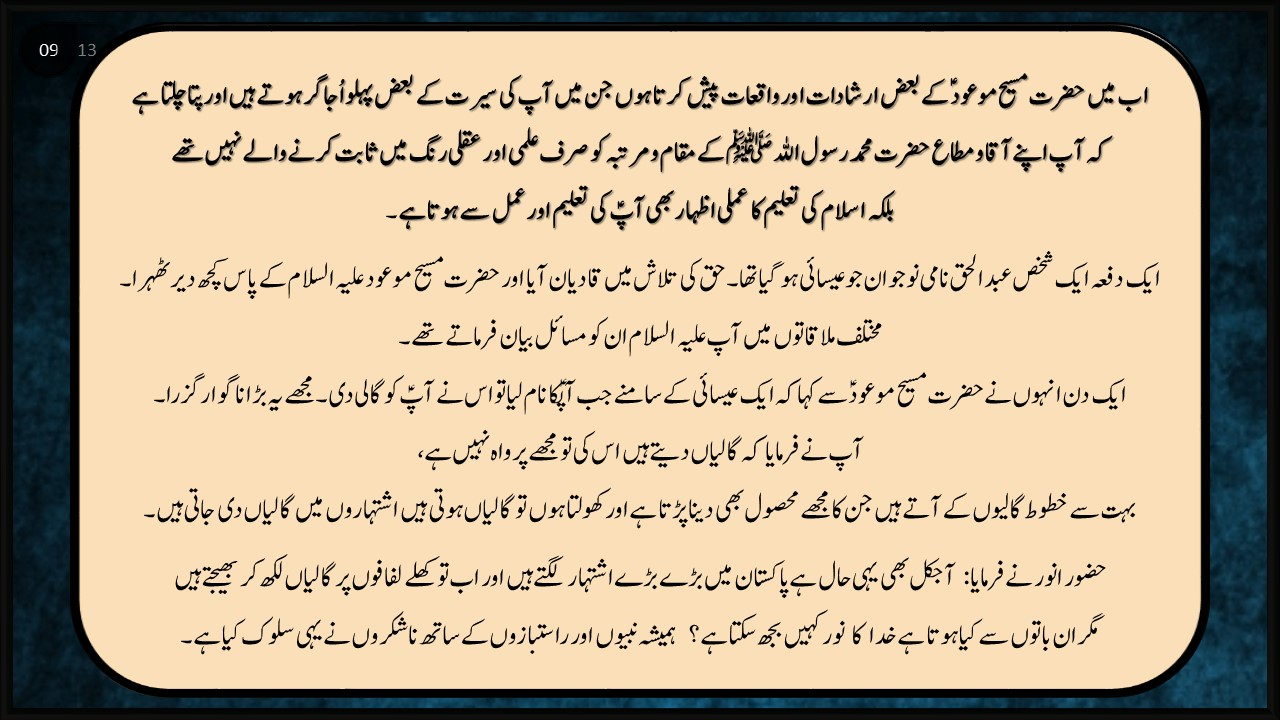 09 13
اب میں حضرت مسیح موعودؑ کے بعض ارشادات اور واقعات پیش کرتا ہوں جن میں آپ کی سیرت کے بعض پہلو اُجاگر ہوتے ہیں اور پتا چلتا ہے
کہ آپ اپنے آقا و مطاع حضرت محمد رسول اللہ ﷺ کے مقام و مرتبہ کو صرف علمی اور عقلی رنگ میں ثابت کرنے والے نہیں تھے
بلکہ اسلام کی تعلیم کا عملی اظہار بھی آپؑ کی تعلیم اور عمل سے ہوتا ہے۔
ایک دفعہ ایک شخص عبد الحق نامی نوجوان جو عیسائی ہو گیا تھا۔ حق کی تلاش میں قادیان آیا اور حضرت مسیح موعود علیہ السلام کے پاس کچھ دیر ٹھہرا۔
مختلف ملاقاتوں میں آپ علیہ السلام ان کو مسائل بیان فرماتے تھے۔
ایک دن انہوں نے حضرت مسیح موعودؑ سے کہا کہ ایک عیسائی کے سامنے جب آپؑ کا نام لیا تو اس نے آپؑ کو گالی دی۔ مجھے یہ بڑا ناگوار گزرا۔
آپ نے فرمایا کہ گالیاں دیتے ہیں اس کی تو مجھے پرواہ نہیں ہے،
بہت سے خطوط گالیوں کے آتے ہیں جن کا مجھے محصول بھی دینا پڑتا ہے اور کھولتا ہوں تو گالیاں ہوتی ہیں اشتہاروں میں گالیاں دی جاتی ہیں۔
حضور انور نے فرمایا: آجکل بھی یہی حال ہے پاکستان میں بڑے بڑے اشتہار لگتے ہیں اور اب تو کھلے لفافوں پر گالیاں لکھ کر بھیجتے ہیں
مگر ان باتوں سے کیا ہوتا ہے خدا کا نور کہیں بجھ سکتا ہے؟ ہمیشہ نبیوں اور راستبازوں کے ساتھ ناشکروں نے یہی سلوک کیا ہے۔